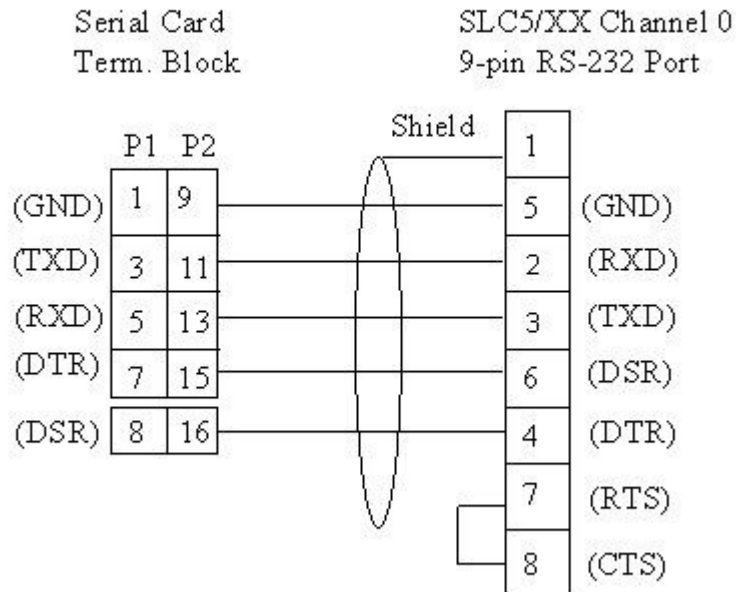 Serial Card
Term. Block
SLC5/XX Channel 0
9-pin RS-232 Port
Shield
P1 P2
1
(GND) 1 9
5 (GND)
(TXD) 3 11
2 (RXD)
(RXD) 5 13
3 (TXD)
(DTR) 7 15
6 (DSR)
(DSR) 8 16
4 (DTR)
7 (RTS)
8 (CTS)